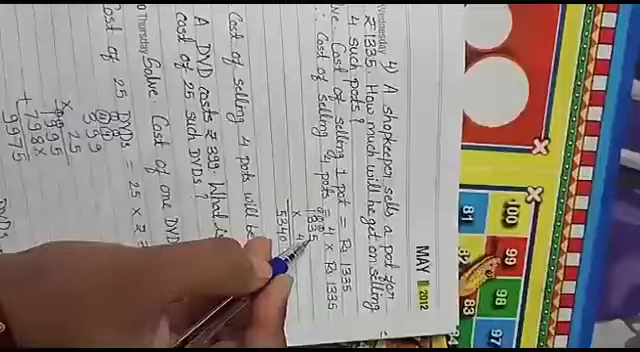 MAY 2012
Wednesday
4) A shopkeeper sells a pot for
₹1335. How much will he get on selling
4 such pots?
Cost of selling 1 pot = Rs 1335
∴ Cost of selling 4 pots = 4 × Rs 1335
1335
× 4
5340
Cost of selling 4 pots will be
A DVD costs ₹399. What is
cost of 25 such DVDs?
Thursday
Solve. Cost of one DVD
Cost of 25 DVDs = 25 × ₹
399
× 25
1995
+ 798×
9975
DVDs
100
99
98
97
81
82
83
84